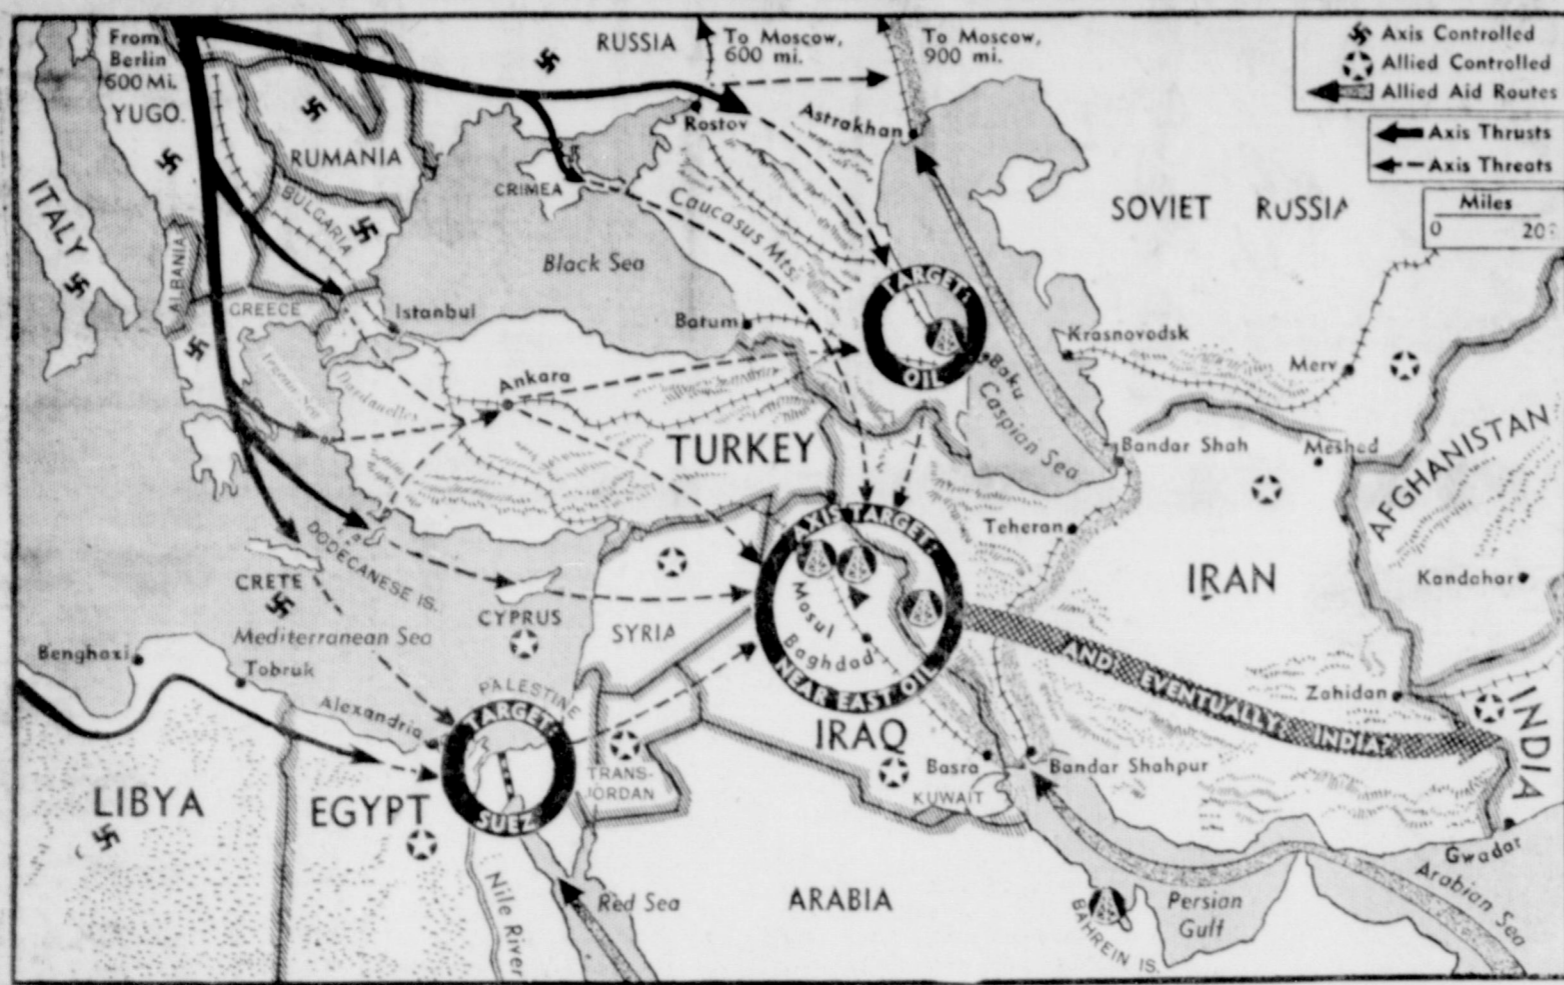 From
Berlin
600 Mi.
YUGO.
RUSSIA
To Moscow,
600 mi.
To Moscow,
900 mi.
Axis Controlled
Allied Controlled
Allied Aid Routes
Axis Thrusts
Axis Threats
Miles
0
ITALY
RUMANIA
BULGARIA
ALBANIA
GREECE
CRIMEA
Rostov
Astrakhan
Caucasus Mts.
SOVIET RUSSIA
Black Sea
Istanbul
Batum
TARGET:
OIL
Baku
Caspian Sea
Krasnovodsk
Merv
Dardanelles
Ankara
TURKEY
Bandar Shah
Meshed
AFGHANISTAN
Teheran
IRAN
Kandahar
DODECANESE IS.
CRETE
CYPRUS
Mediterranean Sea
SYRIA
AXIS TARGET:
Mosul
Baghdad
NEAR EAST OIL
AND EVENTUALLY INDIA?
Zahidan
INDIA
Benghazi
Tobruk
Alexandria
PALESTINE
TARGET:
SUEZ
TRANS-
JORDAN
IRAQ
Basra
KUWAIT
Bandar Shahpur
LIBYA
EGYPT
Nile River
Red Sea
ARABIA
BAHREIN IS.
Persian
Gulf
Gwadar
Arabian Sea